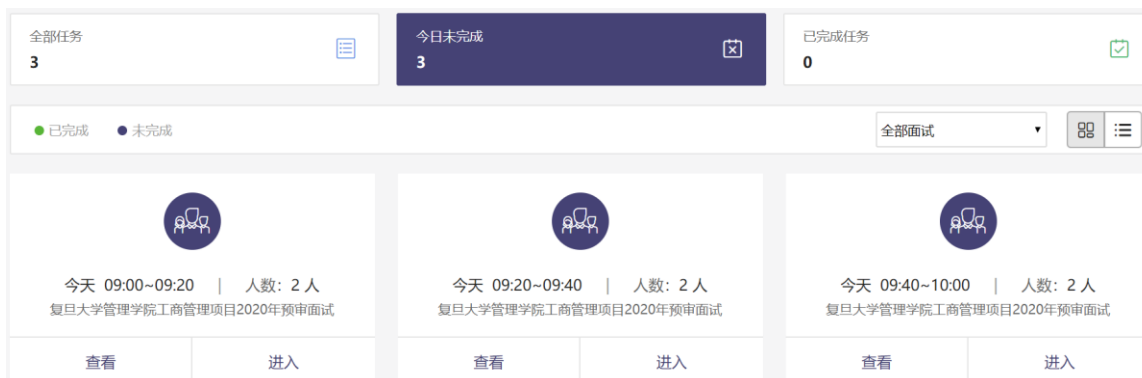 全部任务
3
今日未完成
3
已完成任务
0
已完成 未完成
全部面试
今天 09:00~09:20 | 人数: 2 人
复旦大学管理学院工商管理项目2020年预审面试
查看 进入
今天 09:20~09:40 | 人数: 2 人
复旦大学管理学院工商管理项目2020年预审面试
查看 进入
今天 09:40~10:00 | 人数: 2 人
复旦大学管理学院工商管理项目2020年预审面试
查看 进入